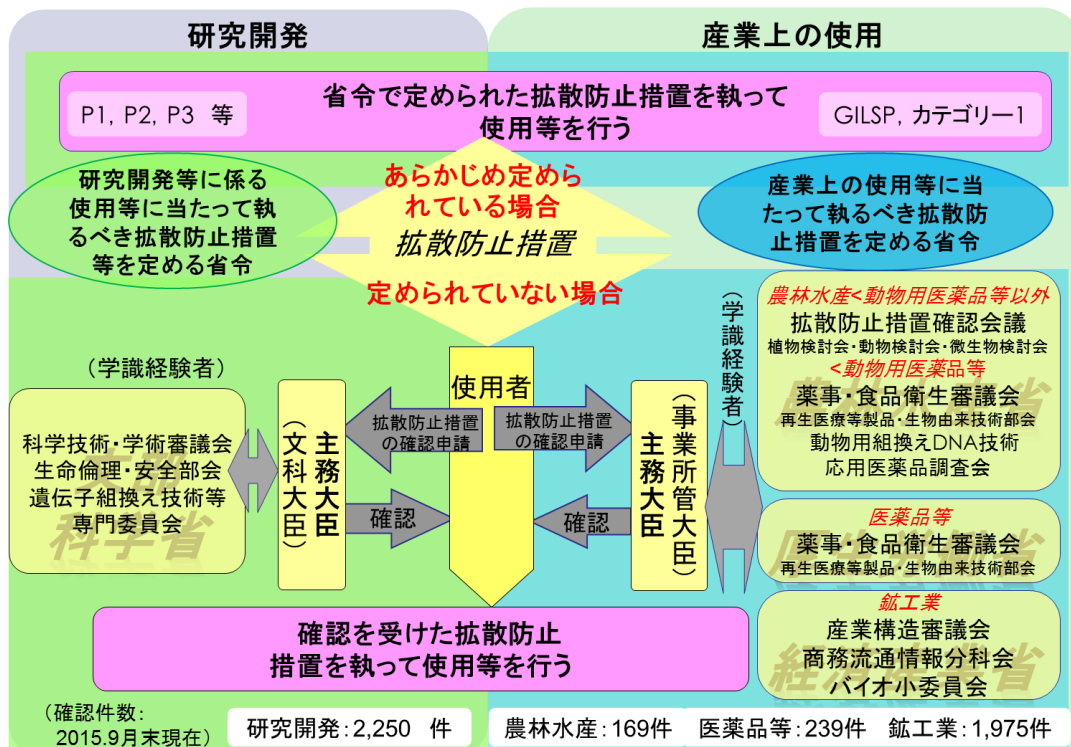 研究開発
産業上の使用
省令で定められた拡散防止措置を執って
使用等を行う
P1, P2, P3 等
GILSP, カテゴリー1
研究開発等に係る
使用等に当たって執
るべき拡散防止措置
等を定める省令
あらかじめ定めら
れている場合
拡散防止措置
定められていない場合
産業上の使用等に当
たって執るべき拡散防
止措置を定める省令
(学識経験者)
科学技術・学術審議会
生命倫理・安全部会
遺伝子組換え技術等
専門委員会
文部
科学省
主務大臣
(文科大臣)
使用者
拡散防止措置
の確認申請
拡散防止措置
の確認申請
確認
確認
(事業所管大臣)
主務大臣
(学識経験者)
農林水産<動物用医薬品等以外
拡散防止措置確認会議
植物検討会・動物検討会・微生物検討会
<動物用医薬品等
薬事・食品衛生審議会
再生医療等製品・生物由来技術部会
動物用組換えDNA技術
応用医薬品調査会
農林水産省
医薬品等
薬事・食品衛生審議会
再生医療等製品・生物由来技術部会
厚生労働省
鉱工業
産業構造審議会
商務流通情報分科会
バイオ小委員会
経済産業省
確認を受けた拡散防止
措置を執って使用等を行う
(確認件数:
2015.9月末現在)
研究開発:2,250 件
農林水産:169件
医薬品等:239件
鉱工業:1,975件